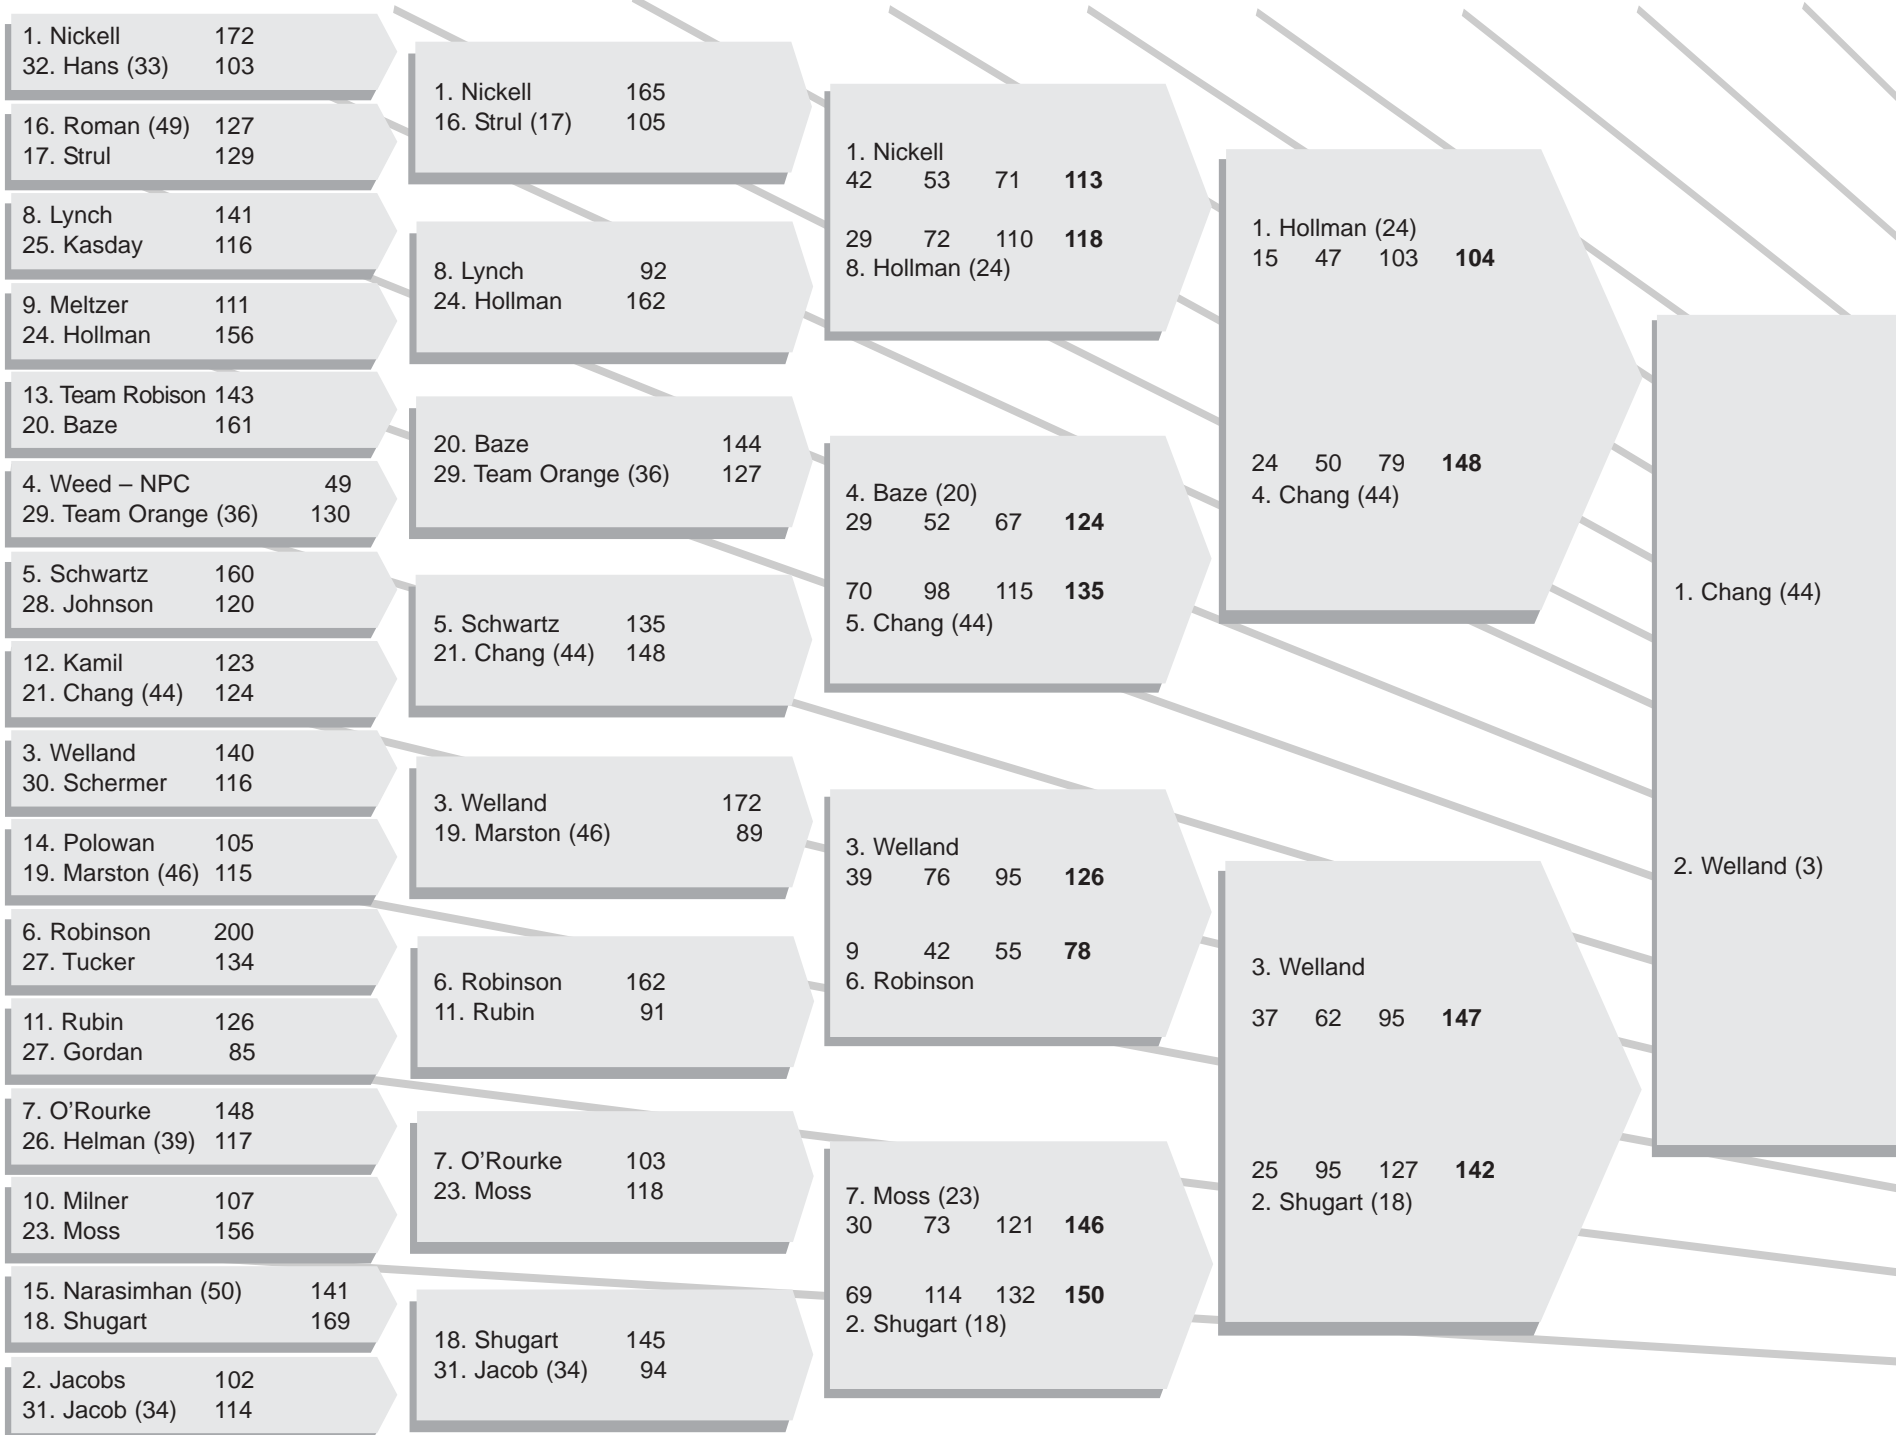 1. Nickell 172
32. Hans (33) 103
16. Roman (49) 127
17. Strul 129
8. Lynch 141
25. Kasday 116
9. Meltzer 111
24. Hollman 156
13. Team Robison 143
20. Baze 161
4. Weed – NPC 49
29. Team Orange (36) 130
5. Schwartz 160
28. Johnson 120
12. Kamil 123
21. Chang (44) 124
3. Welland 140
30. Schermer 116
14. Polowan 105
19. Marston (46) 115
6. Robinson 200
27. Tucker 134
11. Rubin 126
27. Gordan 85
7. O’Rourke 148
26. Helman (39) 117
10. Milner 107
23. Moss 156
15. Narasimhan (50) 141
18. Shugart 169
2. Jacobs 102
31. Jacob (34) 114
1. Nickell 165
16. Strul (17) 105
8. Lynch 92
24. Hollman 162
20. Baze 144
29. Team Orange (36) 127
5. Schwartz 135
21. Chang (44) 148
3. Welland 172
19. Marston (46) 89
6. Robinson 162
11. Rubin 91
7. O’Rourke 103
23. Moss 118
18. Shugart 145
31. Jacob (34) 94
1. Nickell
42 53 71 113
29 72 110 118
8. Hollman (24)
4. Baze (20)
29 52 67 124
70 98 115 135
5. Chang (44)
3. Welland
39 76 95 126
9 42 55 78
6. Robinson
7. Moss (23)
30 73 121 146
69 114 132 150
2. Shugart (18)
1. Hollman (24)
15 47 103 104
24 50 79 148
4. Chang (44)
3. Welland
37 62 95 147
25 95 127 142
2. Shugart (18)
1. Chang (44)
2. Welland (3)